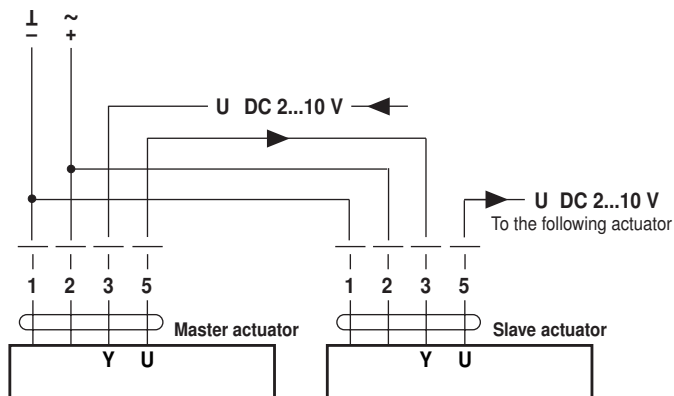 ⊥ ~
– +
U DC 2...10 V
U DC 2...10 V
To the following actuator
1 2 3 5 1 2 3 5
Master actuator Slave actuator
Y U Y U